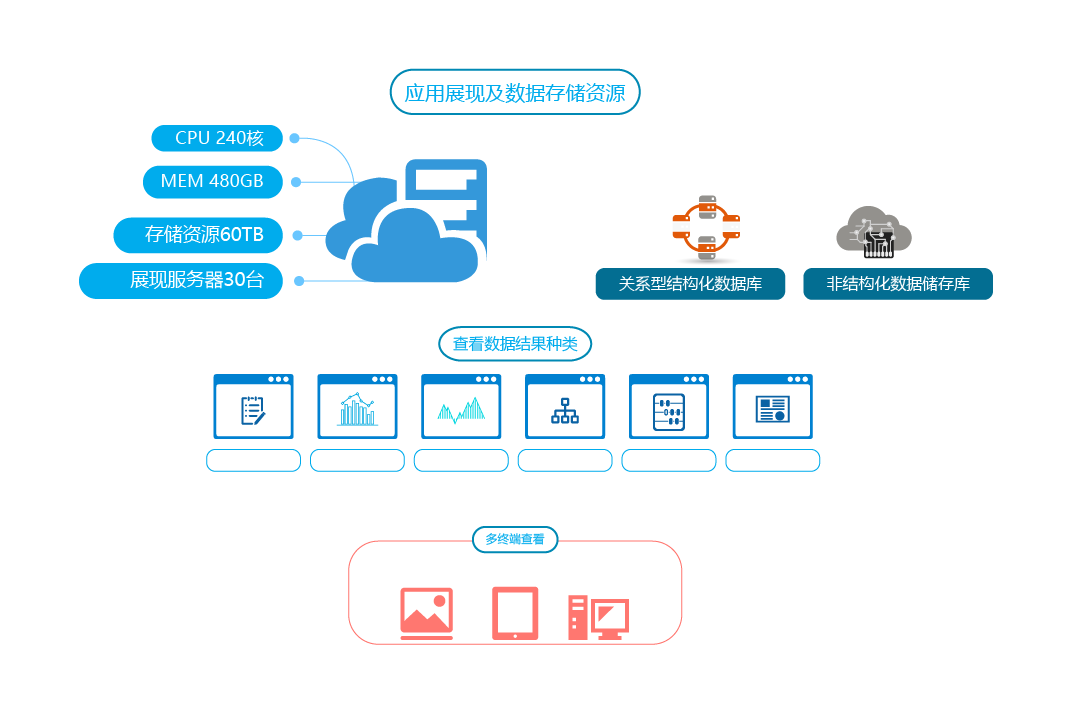 应用展现及数据存储资源
CPU 240核
MEM 480GB
存储资源60TB
展现服务器30台
关系型结构化数据库
非结构化数据储存库
查看数据结果种类
多终端查看